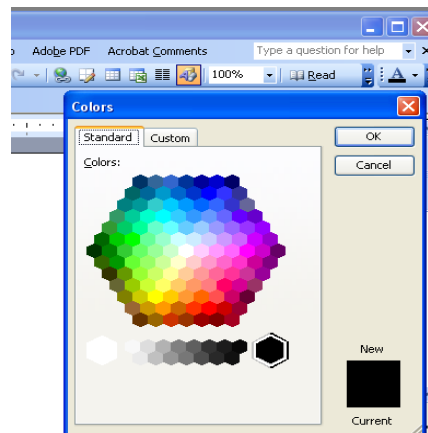 Adobe PDF Acrobat Comments Type a question for help
100% Read A
Colors
Standard Custom OK
Colors: Cancel
New
Current